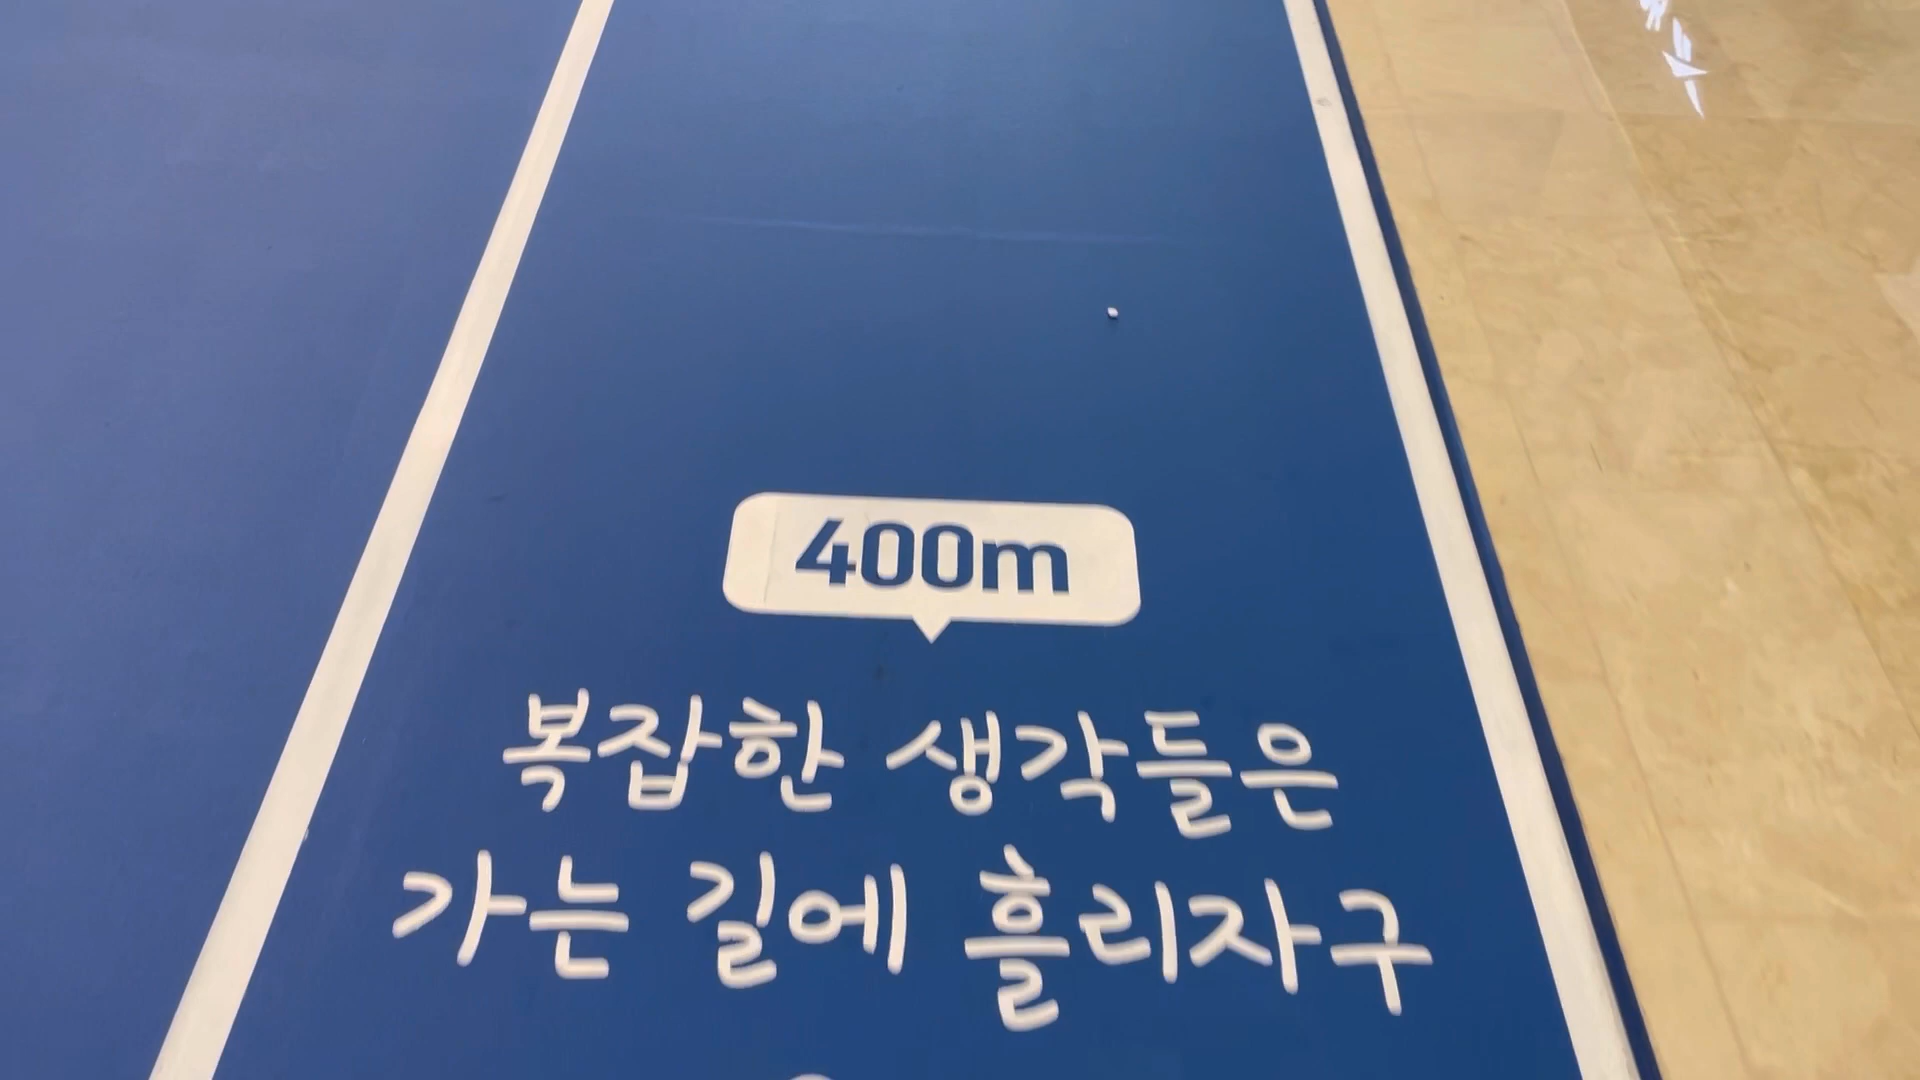 400m
복잡한 생각들은
가는 길에 흘리자구